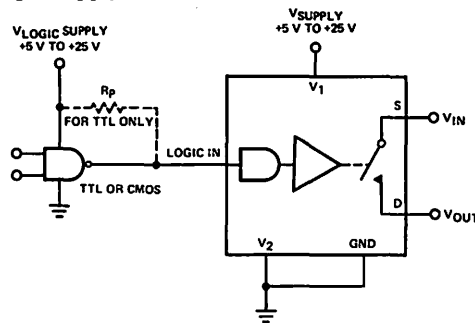 VLOGIC SUPPLY
+5 V TO +25 V
RP
FOR TTL ONLY
TTL OR CMOS
LOGIC IN
VSUPPLY
+5 V TO +25 V
V1
S
VIN
D
VOUT
V2
GND